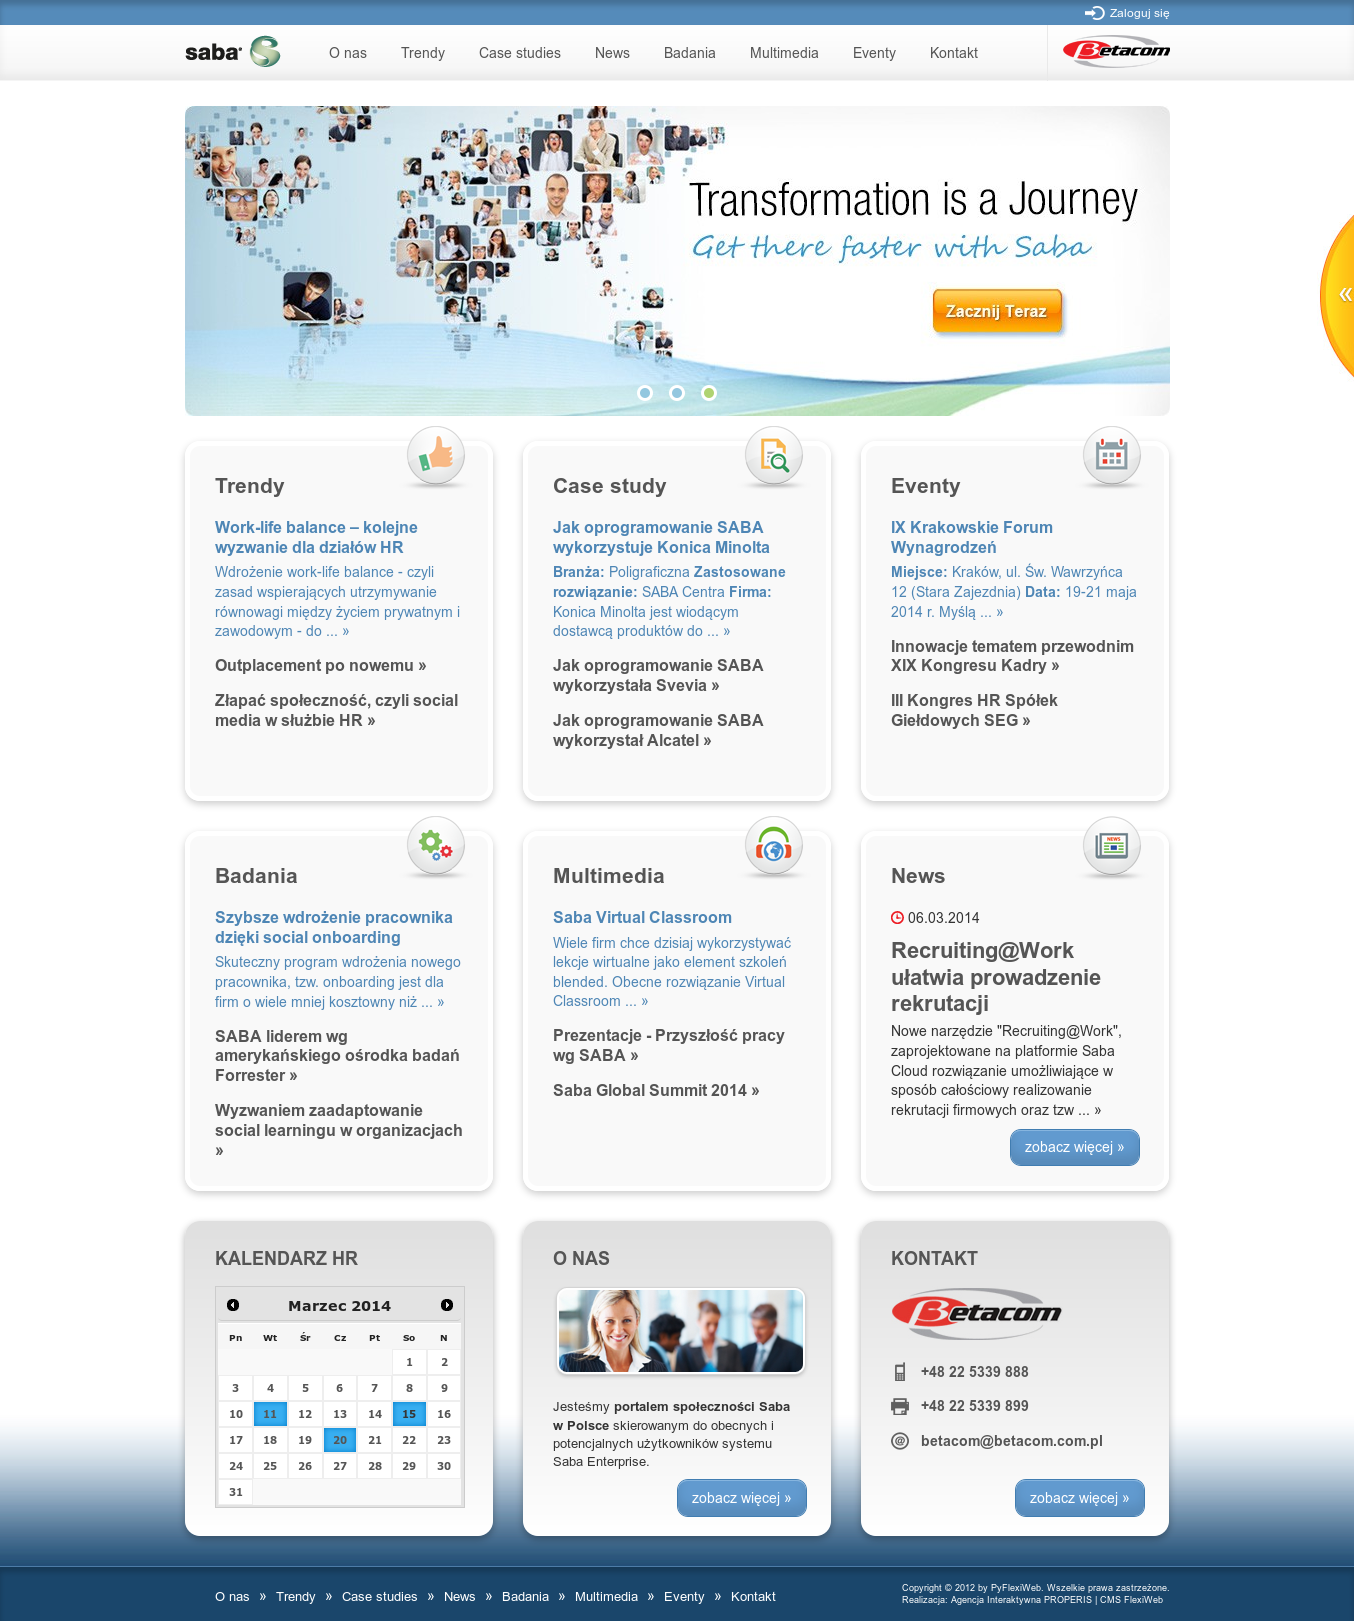 Zaloguj się
saba S O nas Trendy Case studies News Badania Multimedia Eventy Kontakt Betacom
Transformation is a Journey
Get there faster with Saba
Zacznij Teraz
«
Trendy
Work-life balance – kolejne
wyzwanie dla działów HR
Wdrożenie work-life balance - czyli
zasad wspierających utrzymywanie
równowagi między życiem prywatnym i
zawodowym - do ... »
Outplacement po nowemu »
Złapać społeczność, czyli social
media w służbie HR »
Case study
Jak oprogramowanie SABA
wykorzystuje Konica Minolta
Branża: Poligraficzna Zastosowane
rozwiązanie: SABA Centra Firma:
Konica Minolta jest wiodącym
dostawcą produktów do ... »
Jak oprogramowanie SABA
wykorzystała Svevia »
Jak oprogramowanie SABA
wykorzystał Alcatel »
Eventy
IX Krakowskie Forum
Wynagrodzeń
Miejsce: Kraków, ul. Św. Wawrzyńca
12 (Stara Zajezdnia) Data: 19-21 maja
2014 r. Myślą ... »
Innowacje tematem przewodnim
XIX Kongresu Kadry »
III Kongres HR Spółek
Giełdowych SEG »
Badania
Szybsze wdrożenie pracownika
dzięki social onboarding
Skuteczny program wdrożenia nowego
pracownika, tzw. onboarding jest dla
firm o wiele mniej kosztowny niż ... »
SABA liderem wg
amerykańskiego ośrodka badań
Forrester »
Wyzwaniem zaadaptowanie
social learningu w organizacjach
»
Multimedia
Saba Virtual Classroom
Wiele firm chce dzisiaj wykorzystywać
lekcje wirtualne jako element szkoleń
blended. Obecne rozwiązanie Virtual
Classroom ... »
Prezentacje - Przyszłość pracy
wg SABA »
Saba Global Summit 2014 »
NEWS
News
06.03.2014
Recruiting@Work
ułatwia prowadzenie
rekrutacji
Nowe narzędzie "Recruiting@Work",
zaprojektowane na platformie Saba
Cloud rozwiązanie umożliwiające w
sposób całościowy realizowanie
rekrutacji firmowych oraz tzw ... »
zobacz więcej »
KALENDARZ HR
Marzec 2014
Pn Wt Śr Cz Pt So N
1 2
3 4 5 6 7 8 9
10 11 12 13 14 15 16
17 18 19 20 21 22 23
24 25 26 27 28 29 30
31
O NAS
Jesteśmy portalem społeczności Saba
w Polsce skierowanym do obecnych i
potencjalnych użytkowników systemu
Saba Enterprise.
zobacz więcej »
KONTAKT
Betacom
+48 22 5339 888
+48 22 5339 899
betacom@betacom.com.pl
zobacz więcej »
O nas » Trendy » Case studies » News » Badania » Multimedia » Eventy » Kontakt
Copyright © 2012 by PyFlexiWeb. Wszelkie prawa zastrzeżone.
Realizacja: Agencja Interaktywna PROPERIS | CMS FlexiWeb